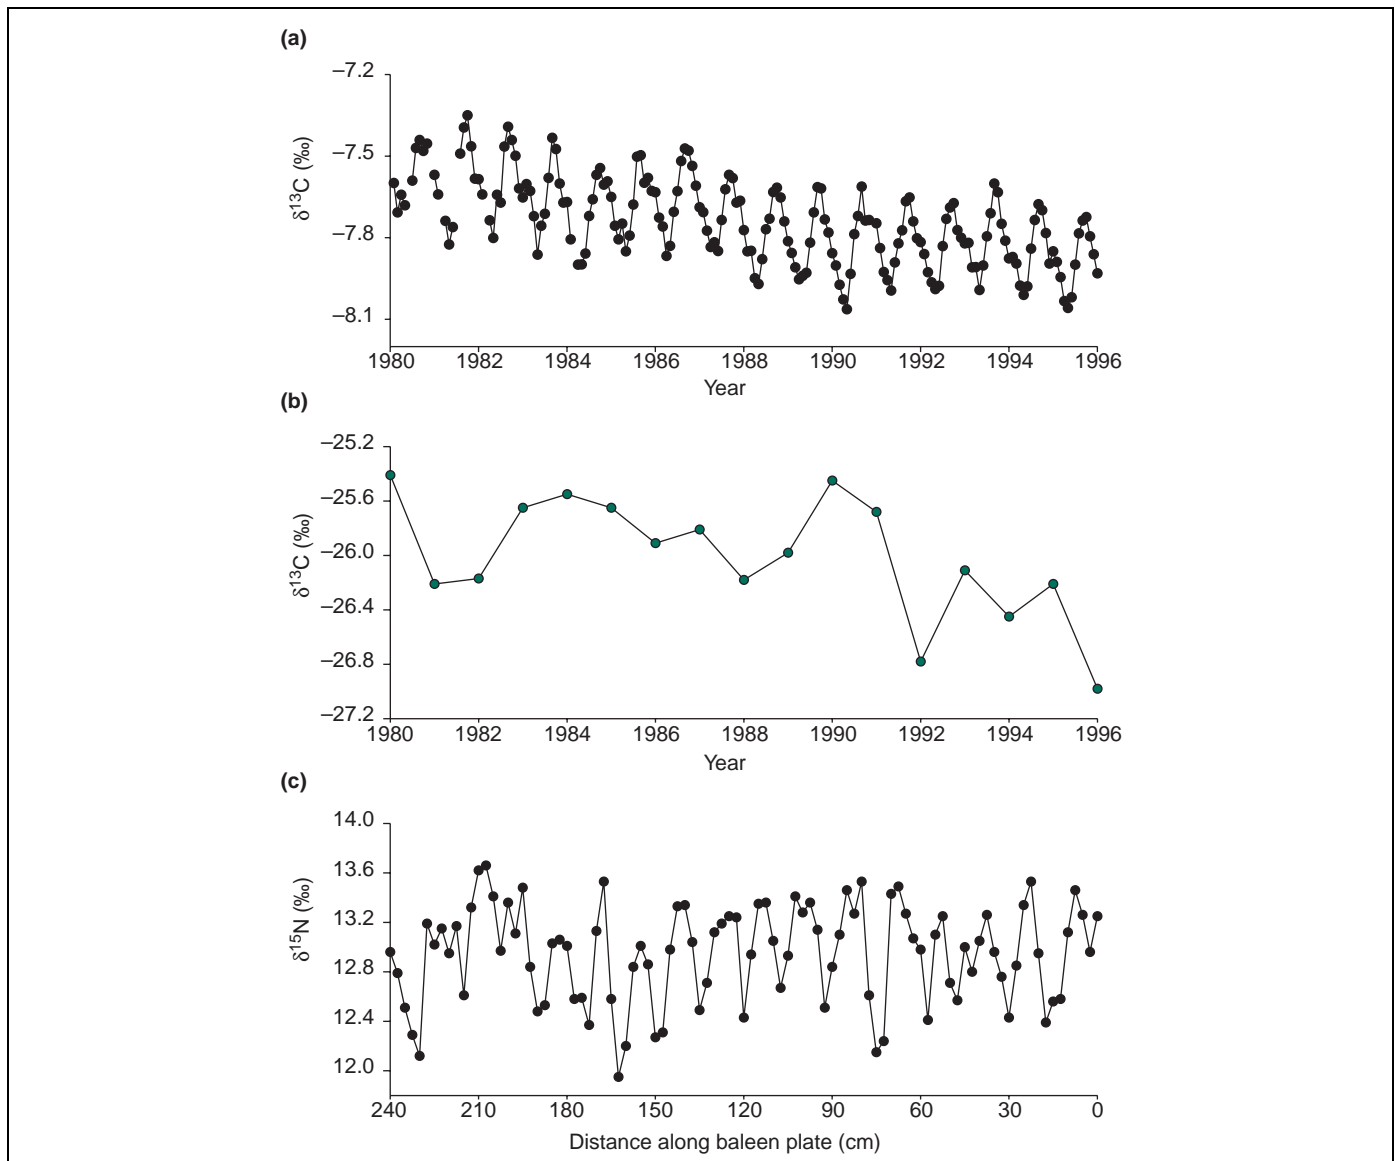 (a)
–7.2
–7.5
–7.8
–8.1
δ¹³C (‰)
1980 1982 1984 1986 1988 1990 1992 1994 1996
Year
(b)
–25.2
–25.6
–26.0
–26.4
–26.8
–27.2
δ¹³C (‰)
1980 1982 1984 1986 1988 1990 1992 1994 1996
Year
(c)
14.0
13.6
13.2
12.8
12.4
12.0
δ¹⁵N (‰)
240 210 180 150 120 90 60 30 0
Distance along baleen plate (cm)